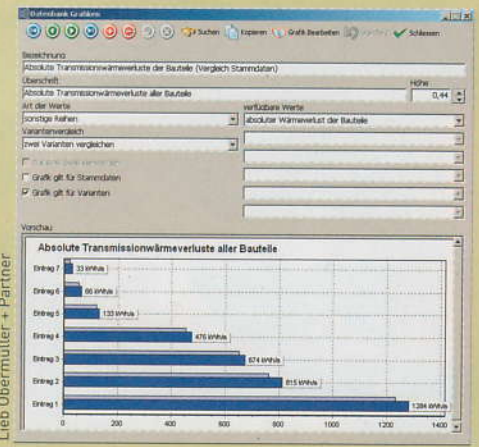 Datenbank Grafiken
Suchen Kopieren Grafik Bearbeiten Schliessen
Bezeichnung
Absolute Transmissionswärmeverluste der Bauteile (Vergleich Stammdaten)
Überschrift Höhe
Absolute Transmissionwärmeverluste aller Bauteile 0,44
Art der Werte verfügbare Werte
sonstige Reihen absoluter Wärmeverlust der Bauteile
Variantenvergleich
zwei Varianten vergleichen
Grafik gilt für Stammdaten
Grafik gilt für Varianten
Vorschau
Absolute Transmissionwärmeverluste aller Bauteile
Eintrag 7 33 kWh/a
Eintrag 6 66 kWh/a
Eintrag 5 133 kWh/a
Eintrag 4 476 kWh/a
Eintrag 3 674 kWh/a
Eintrag 2 815 kWh/a
Eintrag 1 1284 kWh/a
0 200 400 600 800 1000 1200 1400
Lieb Obermüller + Partner